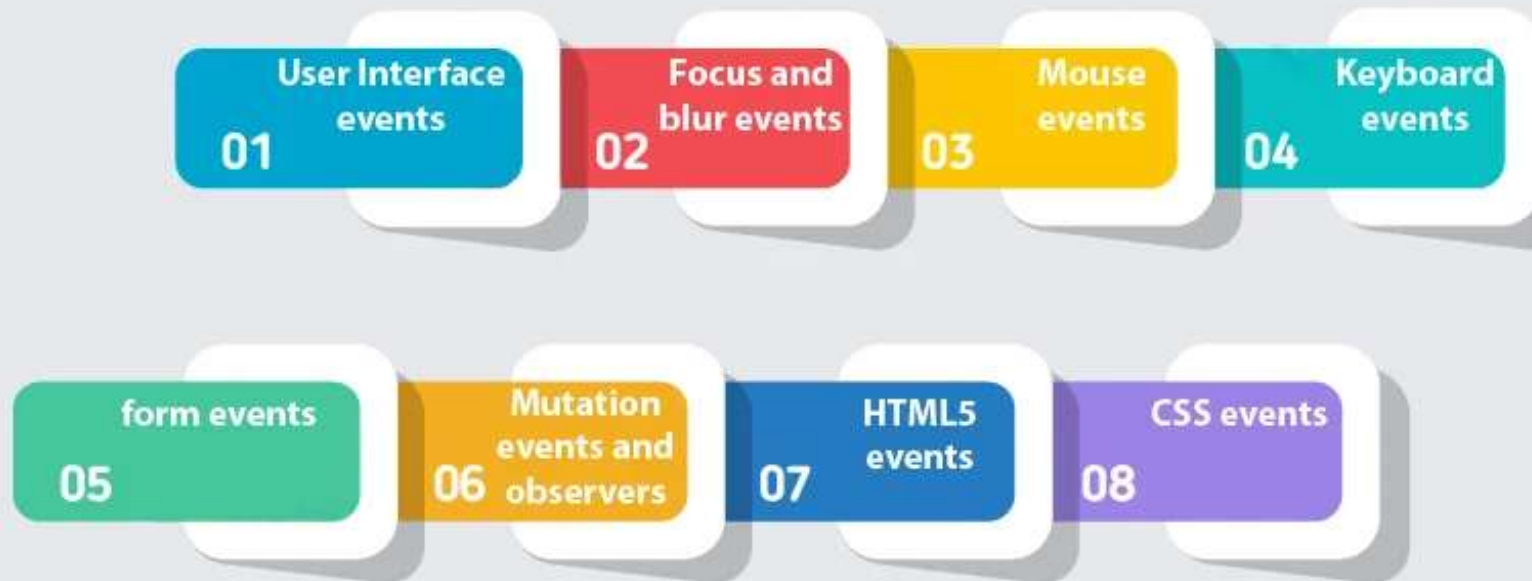 User Interface
events
01
Focus and
blur events
02
Mouse
events
03
Keyboard
events
04
form events
05
Mutation
events and
observers
06
HTML5
events
07
CSS events
08